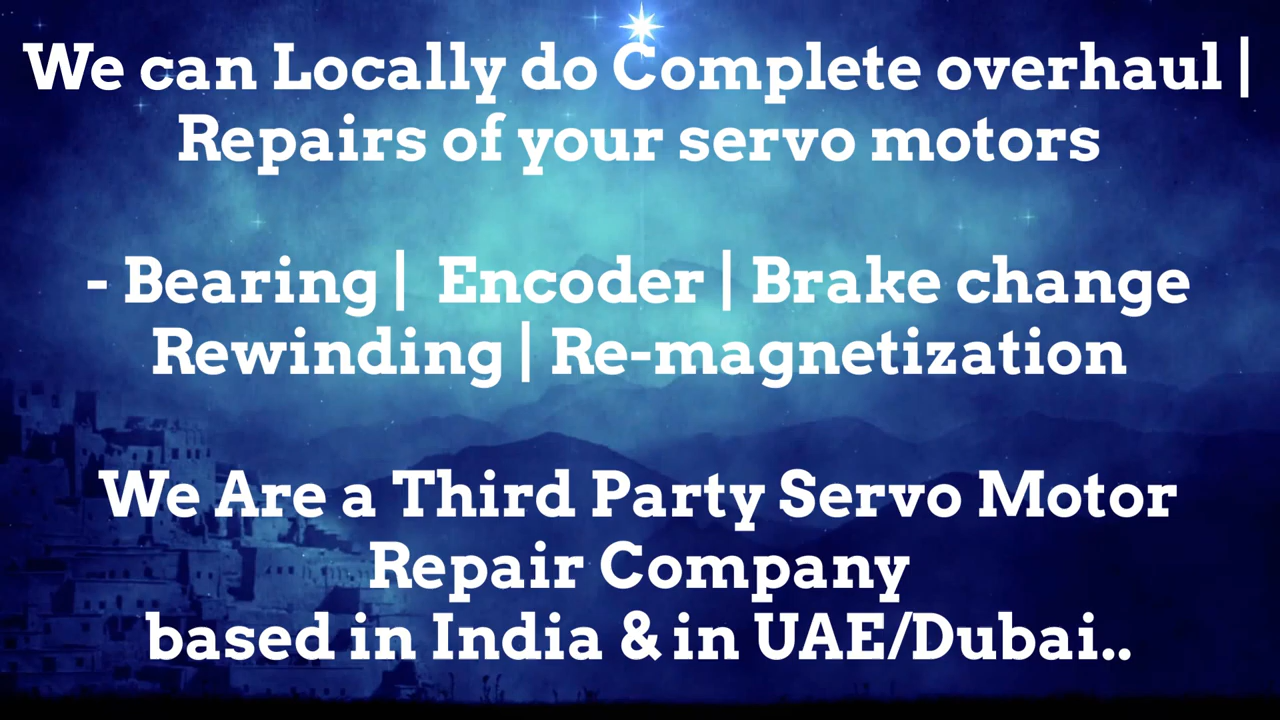 We can Locally do Complete overhaul |
Repairs of your servo motors
- Bearing |  Encoder | Brake change
Rewinding | Re-magnetization
We Are a Third Party Servo Motor
Repair Company
based in India & in UAE/Dubai..